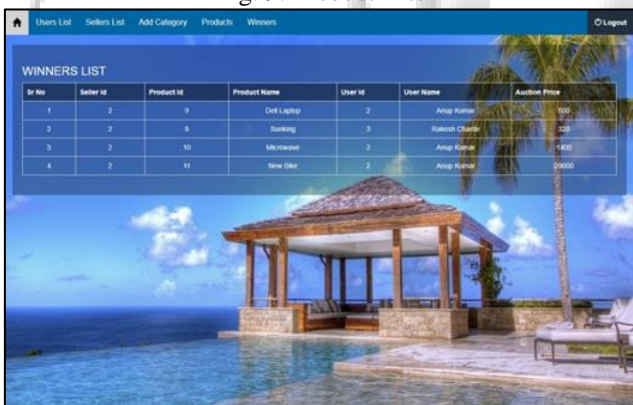 Users List Sellers List Add Category Products Winners Logout
WINNERS LIST
Sr No Seller Id Product Id Product Name User Id User Name Auction Price
1 2 9 Dell Laptop 2 Anup Kumar 500
2 2 8 Sunking 3 Rakesh 320
3 2 10 Microwave 2 Anup Kumar 1400
4 2 11 New Bike 2 Anup Kumar 29000